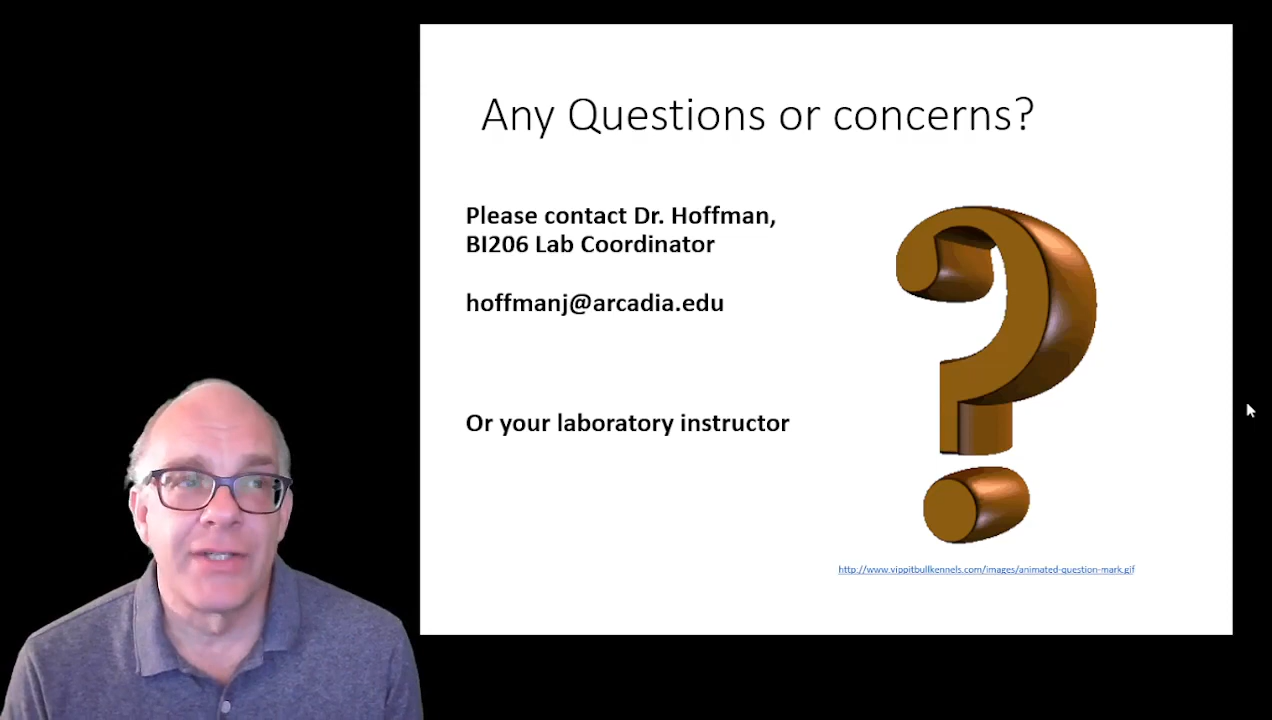 Any Questions or concerns?
Please contact Dr. Hoffman,
BI206 Lab Coordinator
hoffmanj@arcadia.edu
Or your laboratory instructor
http://www.vippitbullkennels.com/images/animated-question-mark.gif